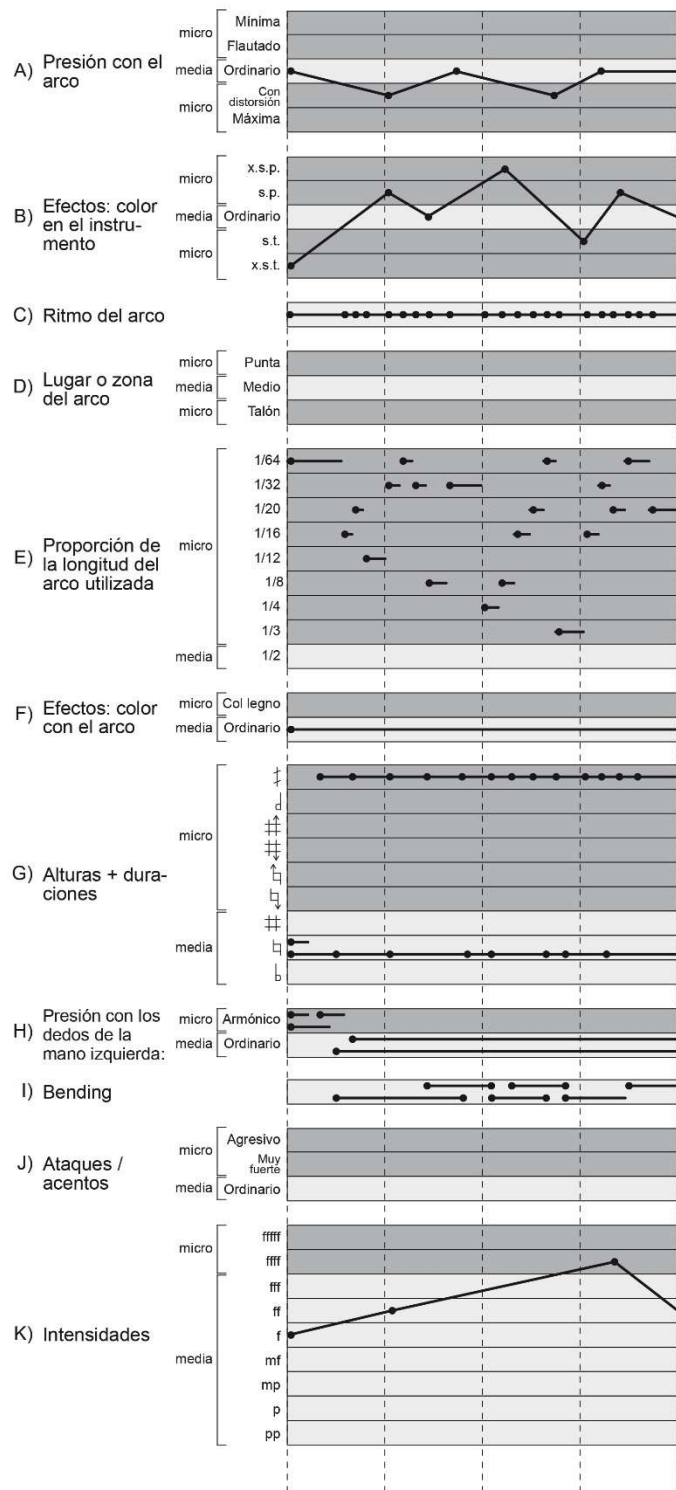 micro
Mínima
Flautado
A) Presión con el
arco
media
Ordinario
micro
Con
distorsión
Máxima
micro
x.s.p.
s.p.
B) Efectos: color
en el instru-
mento
media
Ordinario
micro
s.t.
x.s.t.
C) Ritmo del arco
D) Lugar o zona
del arco
micro
Punta
media
Medio
micro
Talón
E) Proporción de
la longitud del
arco utilizada
micro
1/64
1/32
1/20
1/16
1/12
1/8
1/4
1/3
media
1/2
F) Efectos: color
con el arco
micro
Col legno
media
Ordinario
G) Alturas + dura-
ciones
micro
media
H) Presión con los
dedos de la
mano izquierda:
micro
Armónico
media
Ordinario
I) Bending
J) Ataques /
acentos
micro
Agresivo
Muy
fuerte
media
Ordinario
K) Intensidades
micro
fffff
ffff
media
fff
ff
f
mf
mp
p
pp